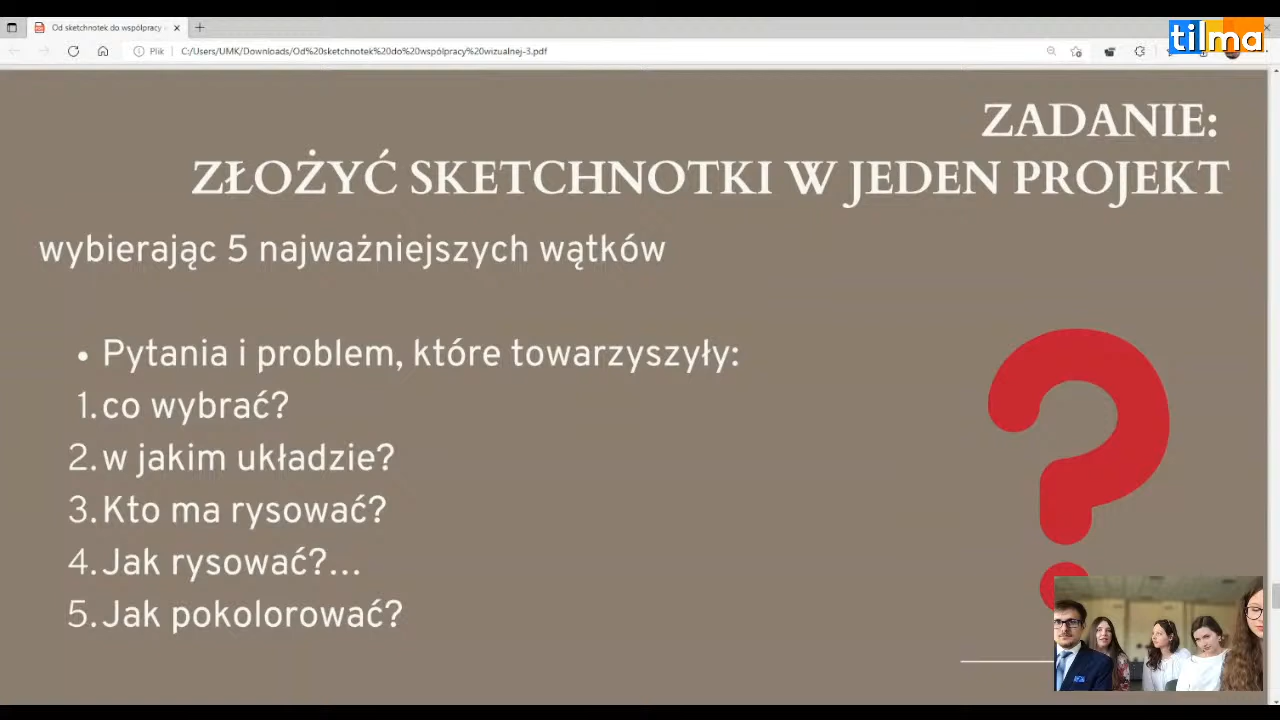 Od sketchnotek do współpracy
tilma
Plik
C:/Users/UMK/Downloads/Od%20sketchnotek%20do%20współpracy%20wizualnej-3.pdf
ZADANIE:
ZŁOŻYĆ SKETCHNOTKI W JEDEN PROJEKT
wybierając 5 najważniejszych wątków
• Pytania i problem, które towarzyszyły:
1. co wybrać?
2. w jakim układzie?
3. Kto ma rysować?
4. Jak rysować?...
5. Jak pokolorować?